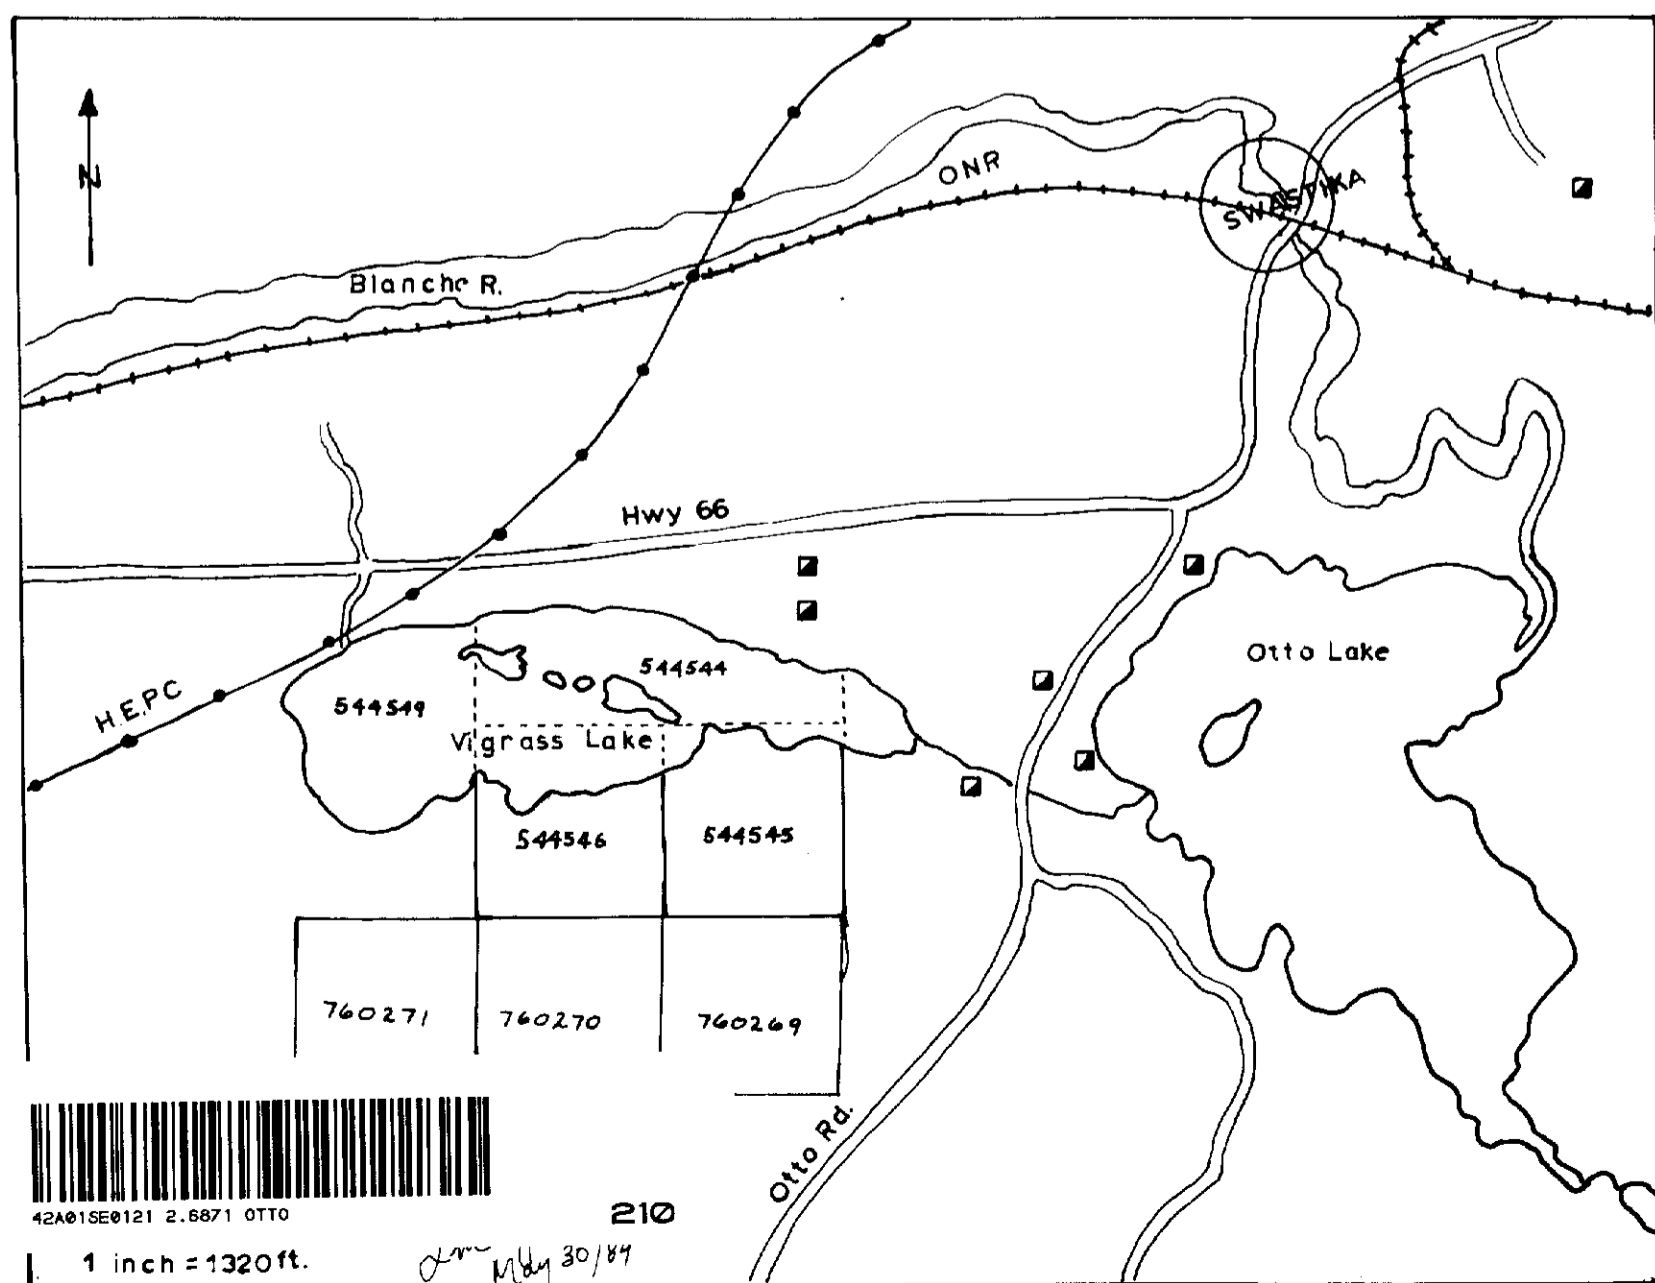 N
ONR
SWASTIKA
Blanche R.
Hwy 66
Otto Lake
544544
H.E.P.C
544549
Vigrass Lake
544546
544545
760271
760270
760269
Otto Rd.
42A01SE0121 2.6871 OTTO
210
1 inch = 1320 ft.
May 30/84